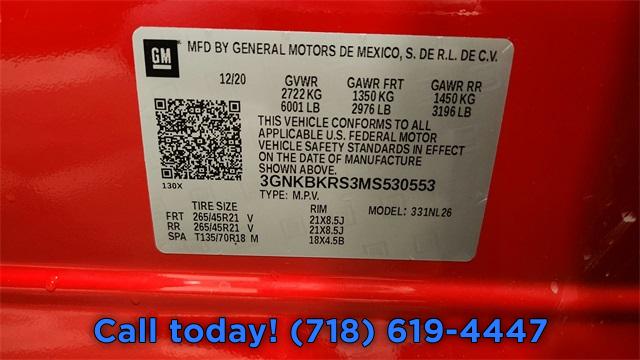 GM
MFD BY GENERAL MOTORS DE MEXICO, S. DE R.L. DE C.V.
12/20 GVWR GAWR FRT GAWR RR
2722 KG 1350 KG 1450 KG
6001 LB 2976 LB 3196 LB
THIS VEHICLE CONFORMS TO ALL
APPLICABLE U.S. FEDERAL MOTOR
VEHICLE SAFETY STANDARDS IN
EFFECT ON THE DATE OF MANUFACTURE
SHOWN ABOVE.
130X
3GNKBKRS3MS530553
TYPE: M.P.V.
TIRE SIZE RIM MODEL: 331NL26
FRT 265/45R21 V 21X8.5J
RR 265/45R21 V 21X8.5J
SPA T135/70R18 M 18X4.5B
Call today! (718) 619-4447